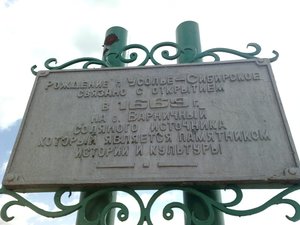 Рождение г. Усолье-Сибирское
связано с открытием
в 1669 г.
на о. Варничный
соляного источника
который является памятником
истории и культуры